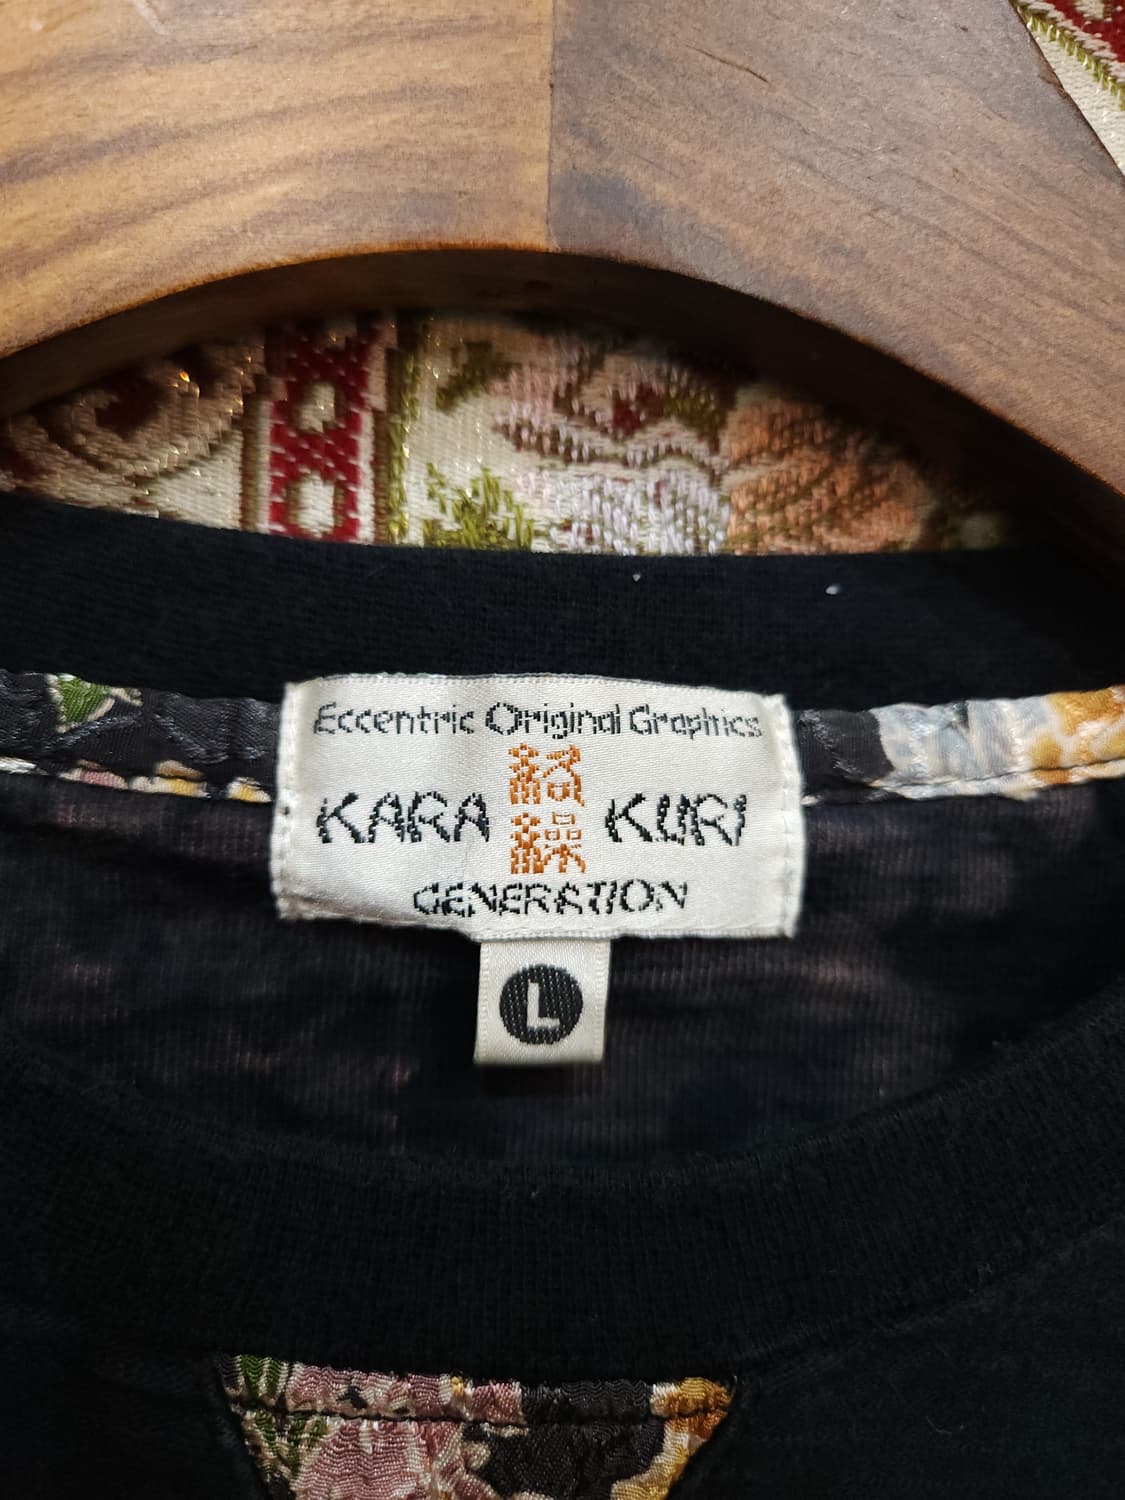 Eccentric Original Graphics
KARA 絡繰 KURI
GENERATION
L